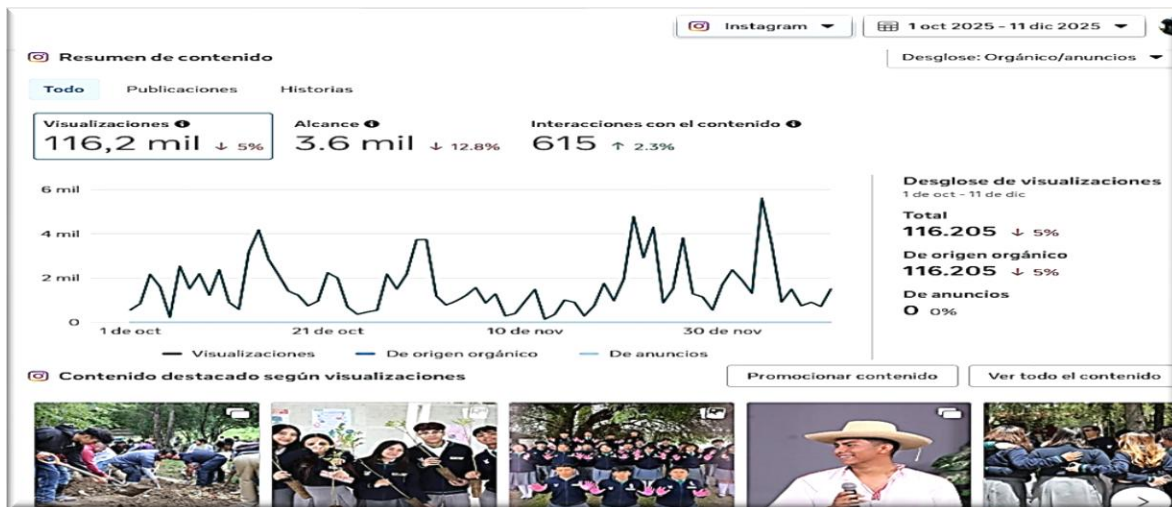 Instagram
1 oct 2025 - 11 dic 2025
Resumen de contenido
Desglose: Orgánico/anuncios
Todo Publicaciones Historias
Visualizaciones Alcance Interacciones con el contenido
116,2 mil ↓ 5% 3.6 mil ↓ 12.8% 615 ↑ 2.3%
6 mil
4 mil
2 mil
0
1 de oct 21 de oct 10 de nov 30 de nov
Visualizaciones De origen orgánico De anuncios
Desglose de visualizaciones
1 de oct - 11 de dic
Total
116.205 ↓ 5%
De origen orgánico
116.205 ↓ 5%
De anuncios
0 0%
Contenido destacado según visualizaciones
Promocionar contenido
Ver todo el contenido